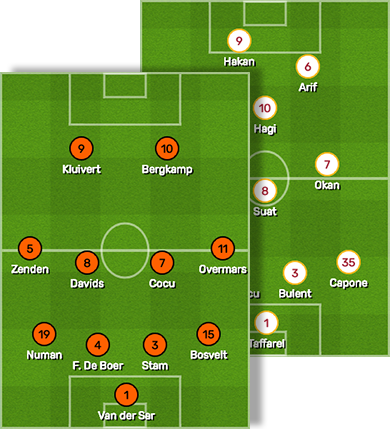 9
Hakan
6
Arif
10
Hagi
7
Okan
8
Suat
35
Capone
3
Bulent
cu
1
Taffarel
9
Kluivert
10
Bergkamp
5
Zenden
8
Davids
7
Cocu
11
Overmars
19
Numan
4
F. De Boer
3
Stam
15
Bosvelt
1
Van der Sar